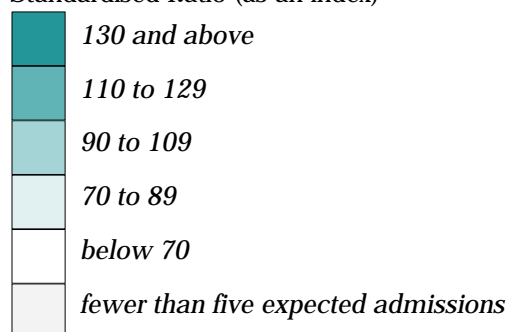 Standardised Ratio (as an index)
130 and above
110 to 129
90 to 109
70 to 89
below 70
fewer than five expected admissions